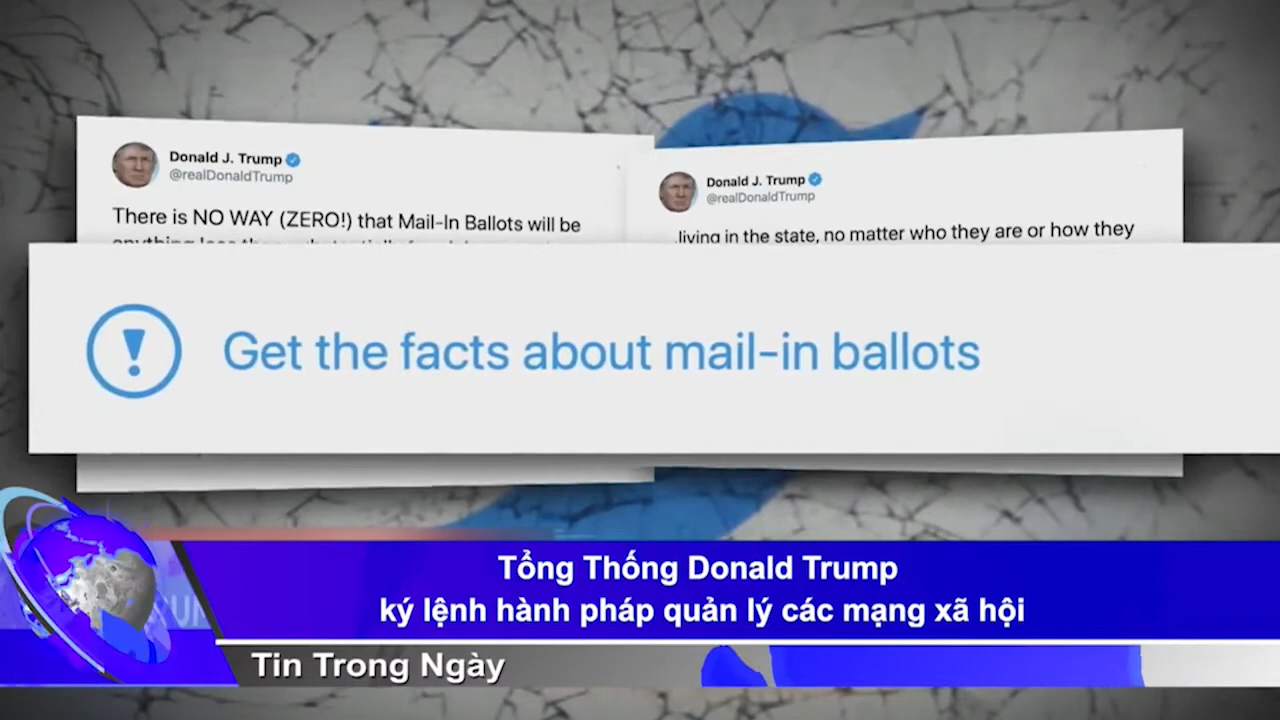 Donald J. Trump
@realDonaldTrump
There is NO WAY (ZERO!) that Mail-In Ballots will be
Donald J. Trump
@realDonaldTrump
living in the state, no matter who they are or how they
Get the facts about mail-in ballots
Tổng Thống Donald Trump
ký lệnh hành pháp quản lý các mạng xã hội
Tin Trong Ngày